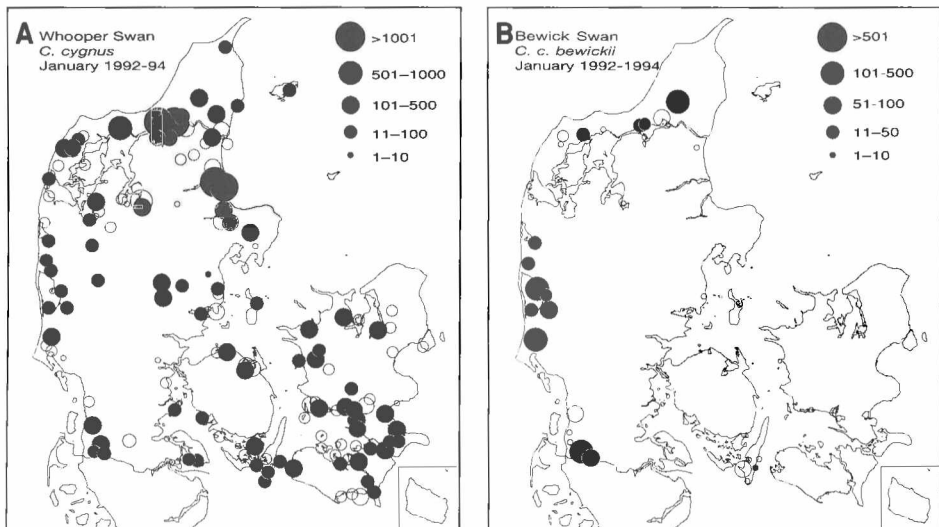 A Whooper Swan
C. cygnus
January 1992-94
>1001
501–1000
101–500
11–100
1–10
B Bewick Swan
C. c. bewickii
January 1992-1994
>501
101-500
51-100
11–50
1–10